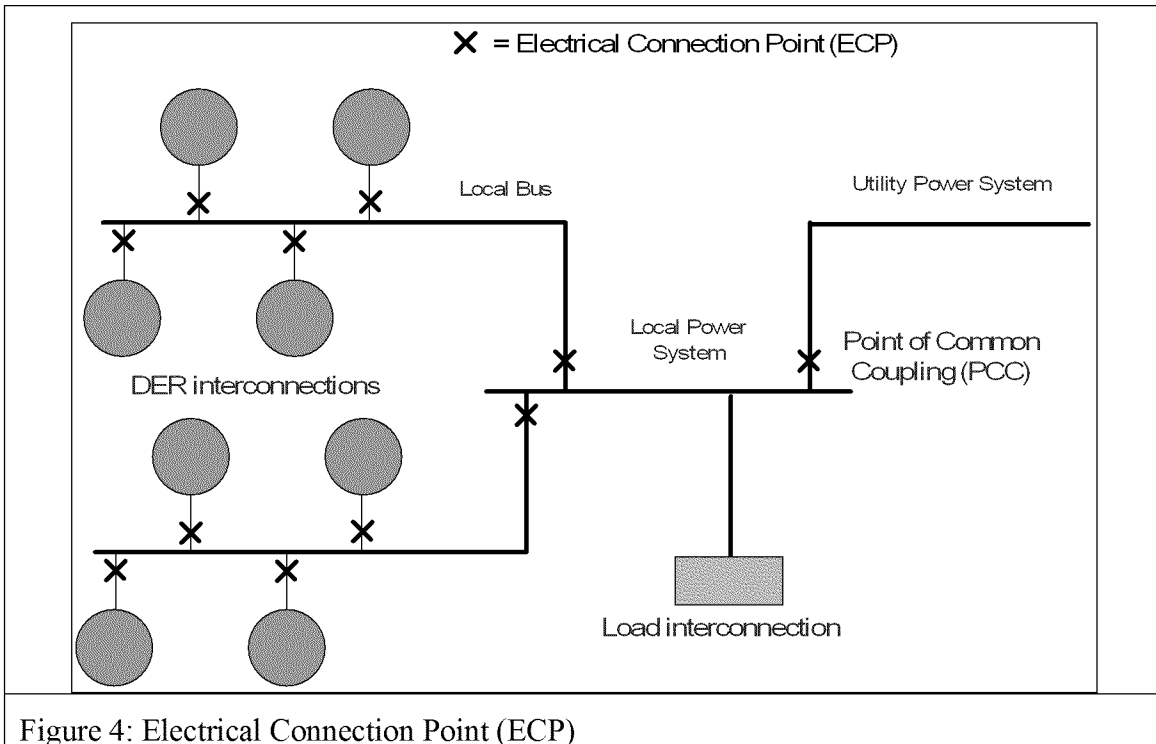 X = Electrical Connection Point (ECP)
Local Bus
Utility Power System
Local Power
System
Point of Common
Coupling (PCC)
DER interconnections
Load interconnection
Figure 4: Electrical Connection Point (ECP)